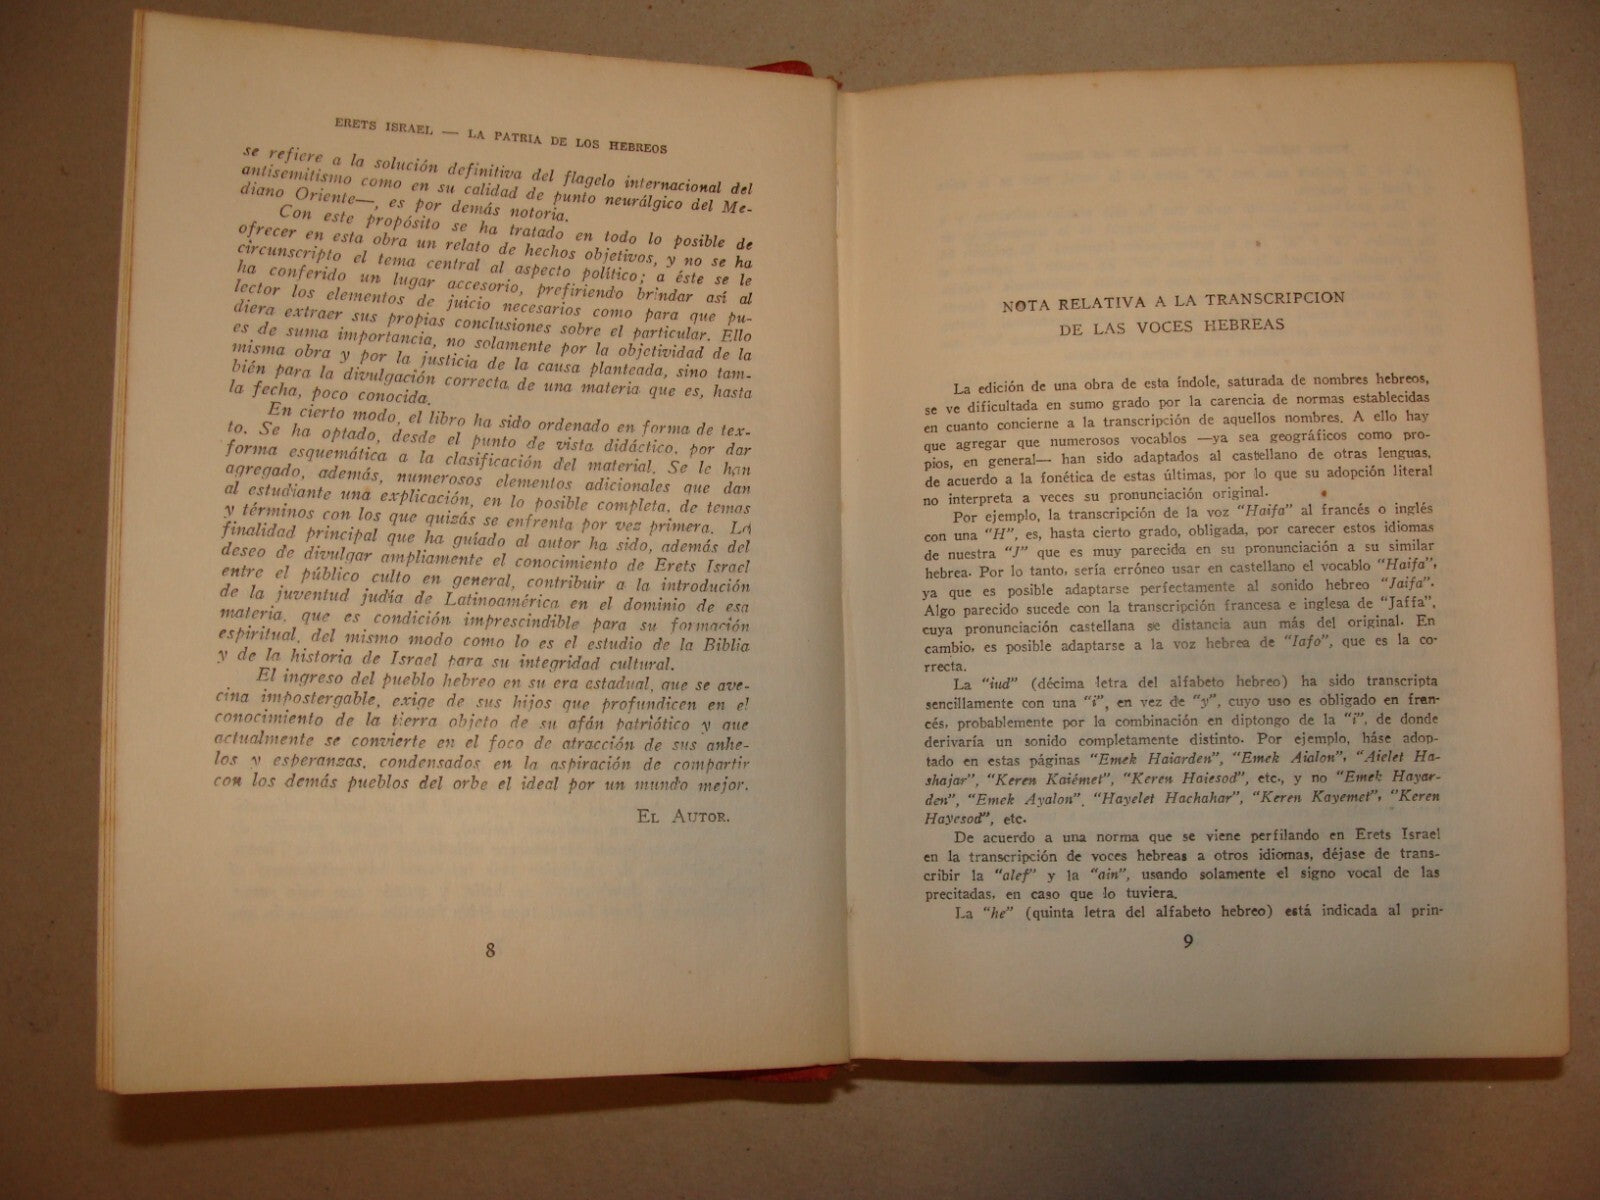 ERETS ISRAEL — LA PATRIA DE LOS HEBREOS
se refiere a la solución definitiva del flagelo internacional del
antisemitismo como en su calidad de punto neurálgico del Me-
diano Oriente—, es por demás notoria.
Con este propósito se ha tratado en todo lo posible de
ofrecer en esta obra un relato de hechos objetivos, y no se ha
circunscripto el tema central al aspecto político; a éste se le
ha conferido un lugar accesorio, prefiriendo brindar así al
lector los elementos de juicio necesarios como para que pu-
diera extraer sus propias conclusiones sobre el particular. Ello
es de suma importancia, no solamente por la objetividad de la
misma obra y por la justicia de la causa planteada, sino tam-
bién para la divulgación correcta de una materia que es, hasta
la fecha, poco conocida.
En cierto modo, el libro ha sido ordenado en forma de tex-
to. Se ha optado, desde el punto de vista didáctico, por dar
forma esquemática a la clasificación del material. Se le han
agregado, además, numerosos elementos adicionales que dan
al estudiante una explicación, en lo posible completa, de temas
y términos con los que quizás se enfrenta por vez primera. La
finalidad principal que ha guiado al autor ha sido, además del
deseo de divulgar ampliamente el conocimiento de Erets Israel
entre el público culto en general, contribuir a la introducción
de la juventud judía de Latinoamérica en el dominio de esa
materia, que es condición imprescindible para su formación
espiritual, del mismo modo como lo es el estudio de la Biblia
y de la historia de Israel para su integridad cultural.
El ingreso del pueblo hebreo en su era estadual, que se ave-
cina impostergable, exige de sus hijos que profundicen en el
conocimiento de la tierra objeto de su afán patriótico y que
actualmente se convierte en el foco de atracción de sus anhe-
los y esperanzas, condensados en la aspiración de compartir
con los demás pueblos del orbe el ideal por un mundo mejor.
EL AUTOR.
8
NOTA RELATIVA A LA TRANSCRIPCION
DE LAS VOCES HEBREAS
La edición de una obra de esta índole, saturada de nombres hebreos,
se ve dificultada en sumo grado por la carencia de normas establecidas
en cuanto concierne a la transcripción de aquellos nombres. A ello hay
que agregar que numerosos vocablos —ya sea geográficos como pro-
pios, en general— han sido adaptados al castellano de otras lenguas,
de acuerdo a la fonética de estas últimas, por lo que su adopción literal
no interpreta a veces su pronunciación original.
Por ejemplo, la transcripción de la voz "Haifa" al francés o inglés
con una "H", es, hasta cierto grado, obligada, por carecer estos idiomas
de nuestra "J" que es muy parecida en su pronunciación a su similar
hebrea. Por lo tanto, sería erróneo usar en castellano el vocablo "Haifa",
ya que es posible adaptarse perfectamente al sonido hebreo "Jaifa".
Algo parecido sucede con la transcripción francesa e inglesa de "Jaffa",
cuya pronunciación castellana se distancia aun más del original. En
cambio, es posible adaptarse a la voz hebrea de "Iafo", que es la co-
rrecta.
La "iud" (décima letra del alfabeto hebreo) ha sido transcripta
sencillamente con una "i", en vez de "y", cuyo uso es obligado en fran-
cés, probablemente por la combinación en diptongo de la "i", de donde
derivaría un sonido completamente distinto. Por ejemplo, háse adop-
tado en estas páginas "Emek Haiarden", "Emek Aialon", "Aielet Ha-
shajar", "Keren Kaiémet", "Keren Haiesod", etc., y no "Emek Hayar-
den", "Emek Ayalon", "Hayelet Hachahar", "Keren Kayemet", "Keren
Hayesod", etc.
De acuerdo a una norma que se viene perfilando en Erets Israel
en la transcripción de voces hebreas a otros idiomas, déjase de trans-
cribir la "alef" y la "ain", usando solamente el signo vocal de las
precitadas, en caso que lo tuviera.
La "he" (quinta letra del alfabeto hebreo) está indicada al prin-
9